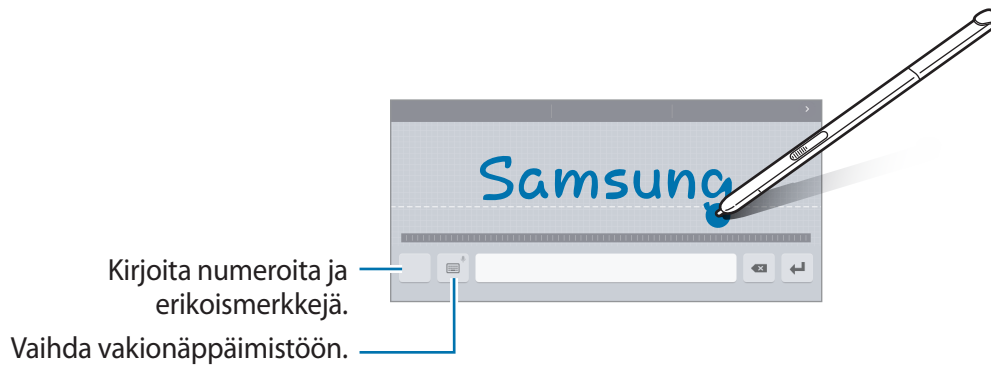 Samsung
Kirjoita numeroita ja
erikoismerkkejä.
Vaihda vakionäppäimistöön.